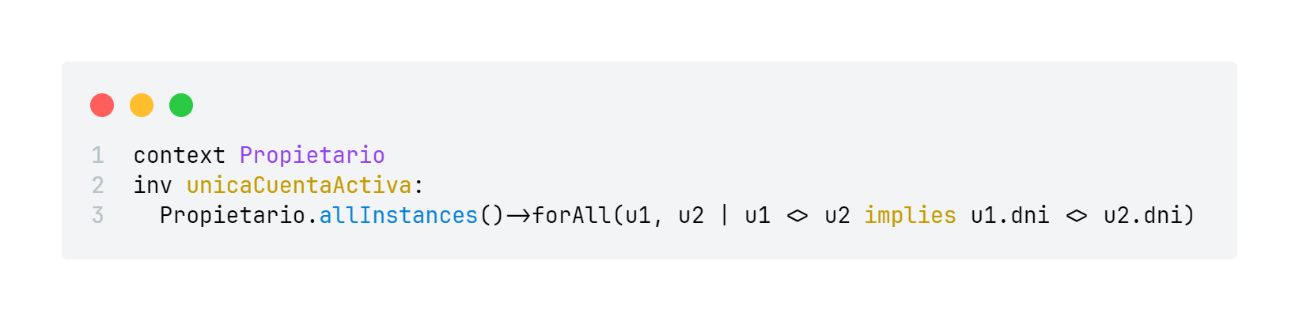 1 context Propietario
2 inv unicaCuentaActiva:
3 Propietario.allInstances()->forAll(u1, u2 | u1 <> u2 implies u1.dni <> u2.dni)